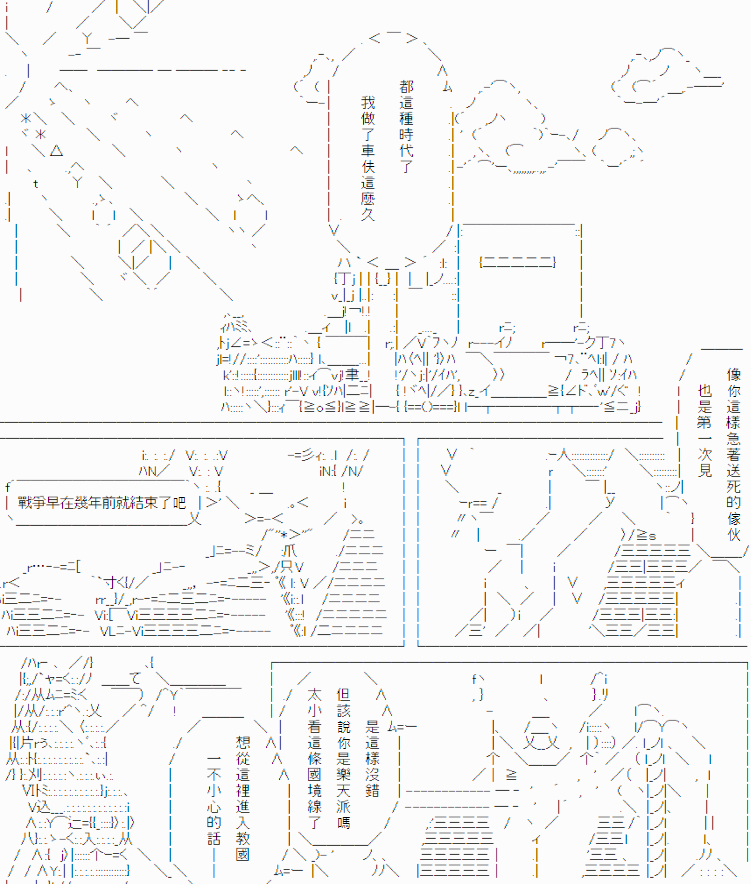 都這種時代了
我做了車伕這麼久
像你這樣急著送死的傢伙
也是第一次見
戰爭早在幾年前就結束了吧
是這樣沒錯
但該說你是樂天派嗎
太小看這條國境線了
想從這裡進入教國
一不小心的話